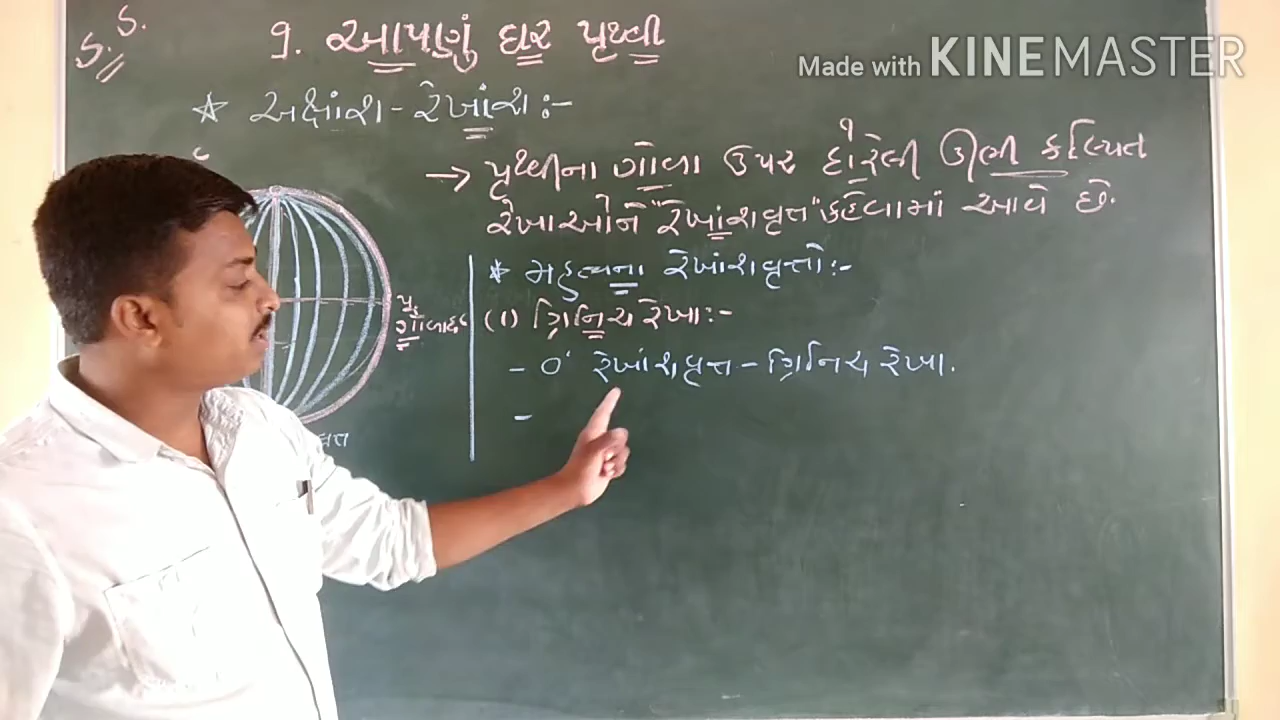 S. S.
9. આપણું ઘર પૃથ્વી
Made with KINEMASTER
★ અક્ષાંશ - રેખાંશ :-
→ પૃથ્વીના ગોળા ઉપર દોરેલી ઊભી કલ્પિત
રેખાઓને "રેખાંશવૃત્ત" કહેવામાં આવે છે.
* મહત્વના રેખાંશવૃત્તો :-
(1) ગ્રિનિચ રેખા :-
- 0° રેખાંશવૃત્ત - ગ્રિનિચ રેખા.
-